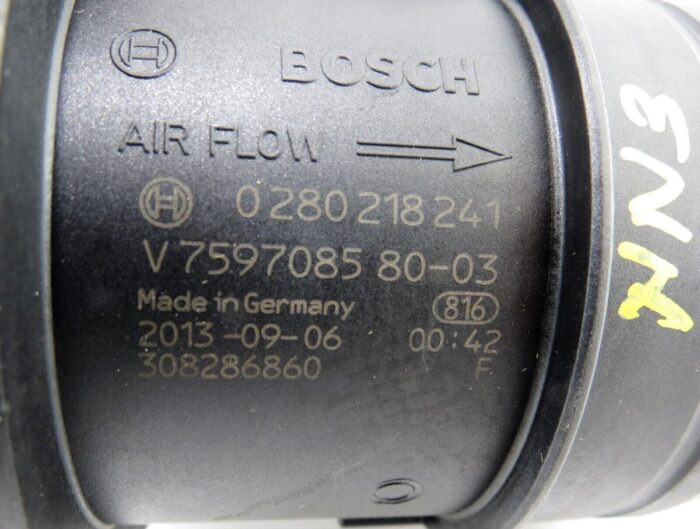 BOSCH
AIR FLOW
0 280 218 241
V 7597085 80-03
Made in Germany 816
2013-09-06 00:42
308286860 F